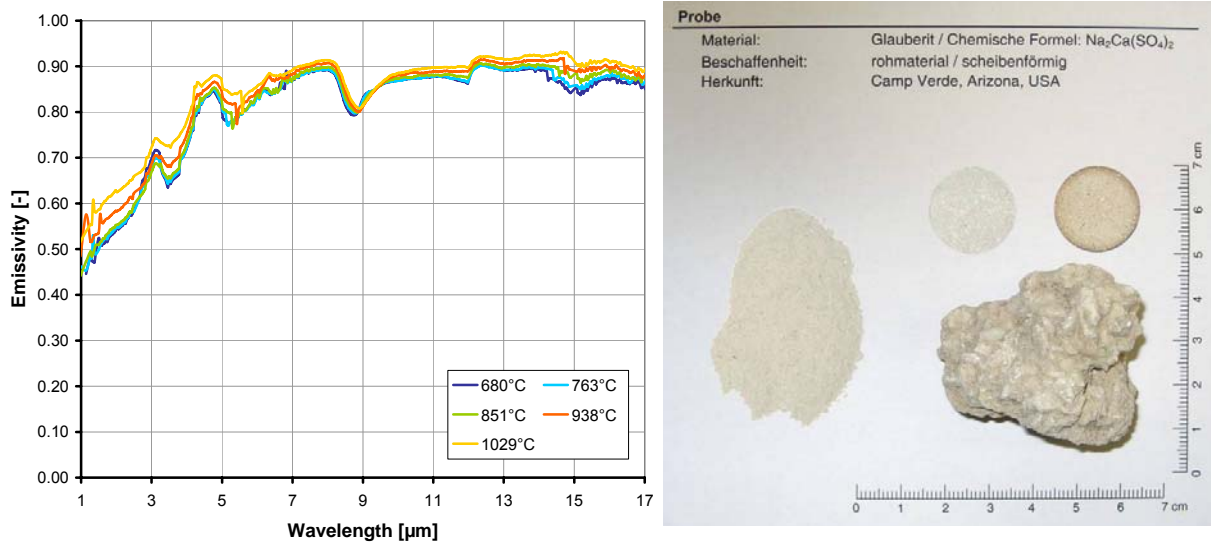 1.00
0.90
0.80
0.70
0.60
0.50
0.40
0.30
0.20
0.10
0.00
Emissivity [-]
680°C 763°C
851°C 938°C
1029°C
1 3 5 7 9 11 13 15 17
Wavelength [µm]
Probe
Material: Glauberit / Chemische Formel: Na₂Ca(SO₄)₂
Beschaffenheit: rohmaterial / scheibenförmig
Herkunft: Camp Verde, Arizona, USA
7 cm
6
5
4
3
2
1
0
0 1 2 3 4 5 6 7 cm